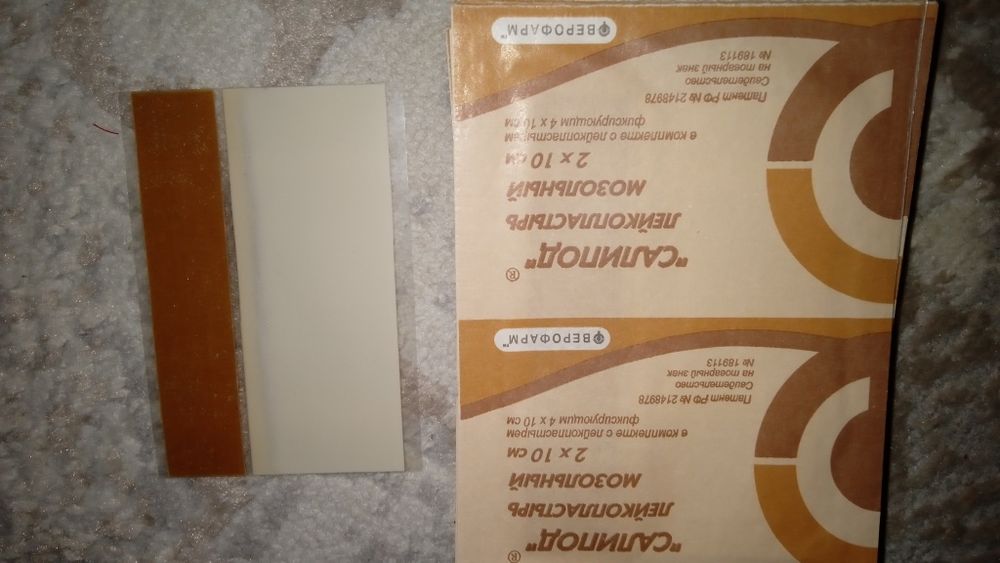 "САЛИПОД"®
ЛЕЙКОПЛАСТЫРЬ
МОЗОЛЬНЫЙ
2 x 10 см
в комплекте с лейкопластырем
фиксирующим 4 x 10 см
Патент РФ № 2148978
Свидетельство
на товарный знак
№ 189113
ВЕРОФАРМ™
"САЛИПОД"®
ЛЕЙКОПЛАСТЫРЬ
МОЗОЛЬНЫЙ
2 x 10 см
в комплекте с лейкопластырем
фиксирующим 4 x 10 см
Патент РФ № 2148978
Свидетельство
на товарный знак
№ 189113
ВЕРОФАРМ™